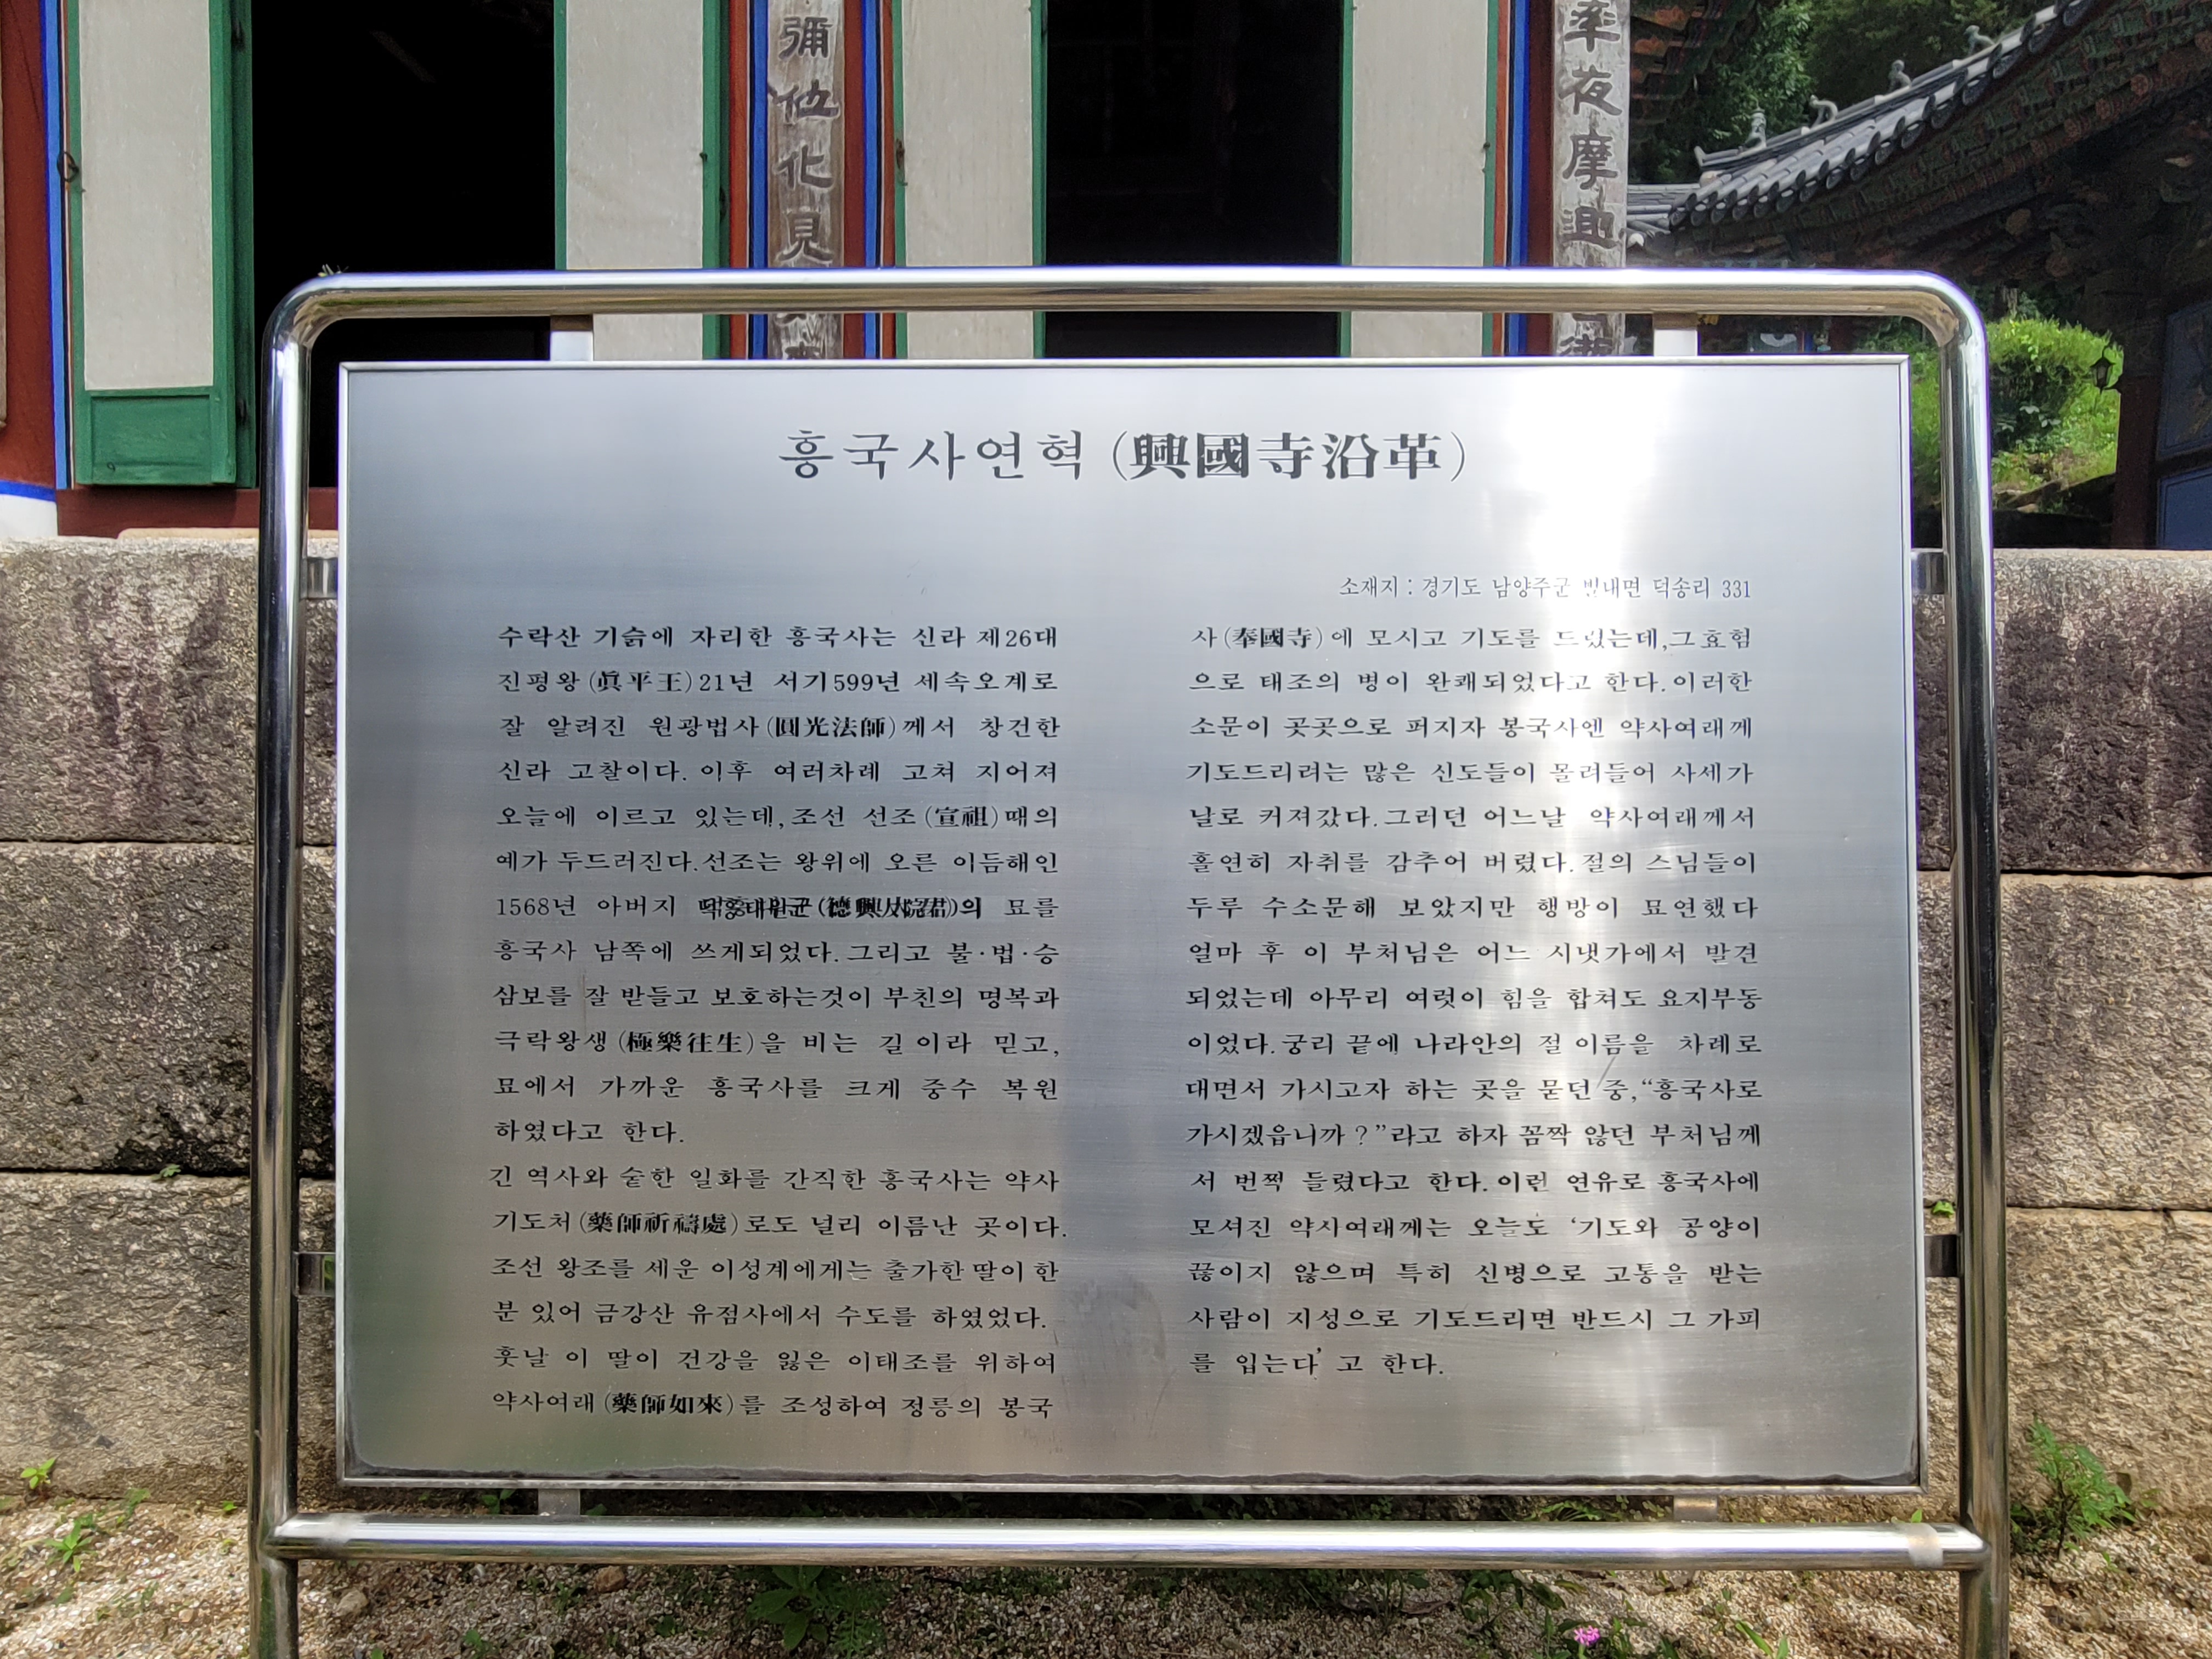 彌
他
化
見
率
夜
摩
흥국사연혁 (興國寺沿革)
소재지 : 경기도 남양주군 별내면 덕송리 331
수락산 기슭에 자리한 흥국사는 신라 제26대
진평왕(眞平王)21년 서기599년 세속오계로
잘 알려진 원광법사(圓光法師)께서 창건한
신라 고찰이다. 이후 여러차례 고쳐 지어져
오늘에 이르고 있는데, 조선 선조(宣祖)때의
예가 두드러진다. 선조는 왕위에 오른 이듬해인
1568년 아버지 덕흥대원군(德興大院君)의 묘를
흥국사 남쪽에 쓰게되었다. 그리고 불·법·승
삼보를 잘 받들고 보호하는것이 부친의 명복과
극락왕생(極樂往生)을 비는 길이라 믿고,
묘에서 가까운 흥국사를 크게 중수 복원
하였다고 한다.
긴 역사와 숱한 일화를 간직한 흥국사는 약사
기도처(藥師祈禱處)로도 널리 이름난 곳이다.
조선 왕조를 세운 이성계에게는 출가한 딸이 한
분 있어 금강산 유점사에서 수도를 하였었다.
훗날 이 딸이 건강을 잃은 이태조를 위하여
약사여래(藥師如來)를 조성하여 정릉의 봉국
사(奉國寺)에 모시고 기도를 드렸는데,그효험
으로 태조의 병이 완쾌되었다고 한다. 이러한
소문이 곳곳으로 퍼지자 봉국사엔 약사여래께
기도드리려는 많은 신도들이 몰려들어 사세가
날로 커져갔다. 그러던 어느날 약사여래께서
홀연히 자취를 감추어 버렸다. 절의 스님들이
두루 수소문해 보았지만 행방이 묘연했다
얼마 후 이 부처님은 어느 시냇가에서 발견
되었는데 아무리 여럿이 힘을 합쳐도 요지부동
이었다. 궁리 끝에 나라안의 절 이름을 차례로
대면서 가시고자 하는 곳을 묻던 중, “흥국사로
가시겠읍니까 ?”라고 하자 꼼짝 않던 부처님께
서 번쩍 들렸다고 한다. 이런 연유로 흥국사에
모셔진 약사여래께는 오늘도 ‘기도와 공양이
끊이지 않으며 특히 신병으로 고통을 받는
사람이 지성으로 기도드리면 반드시 그 가피
를 입는다’ 고 한다.